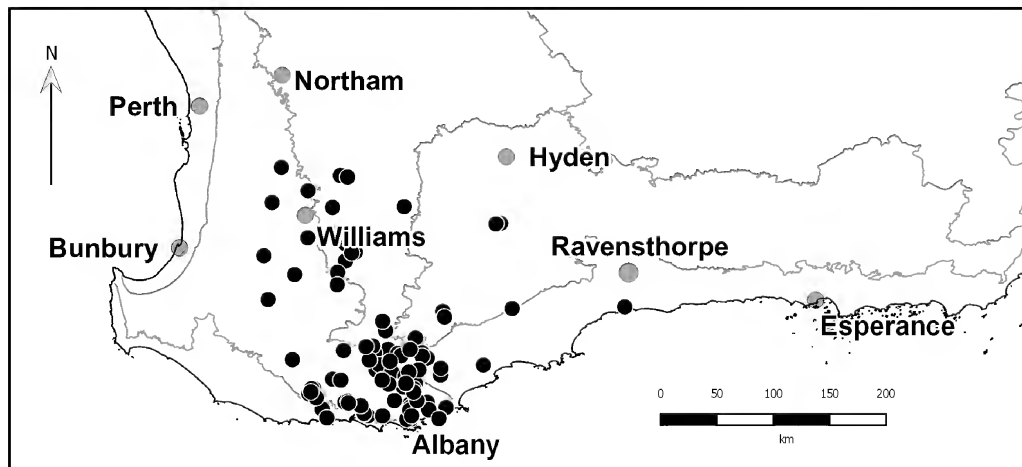 N
Northam
Perth
Hyden
Williams
Bunbury
Ravensthorpe
Esperance
0 50 100 150 200
km
Albany